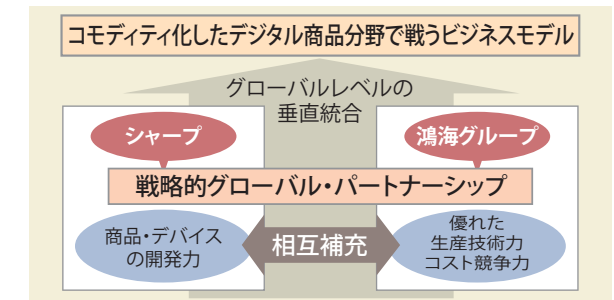 コモディティ化したデジタル商品分野で戦うビジネスモデル
グローバルレベルの
垂直統合
シャープ
鴻海グループ
戦略的グローバル・パートナーシップ
商品・デバイス
の開発力
相互補充
優れた
生産技術力
コスト競争力